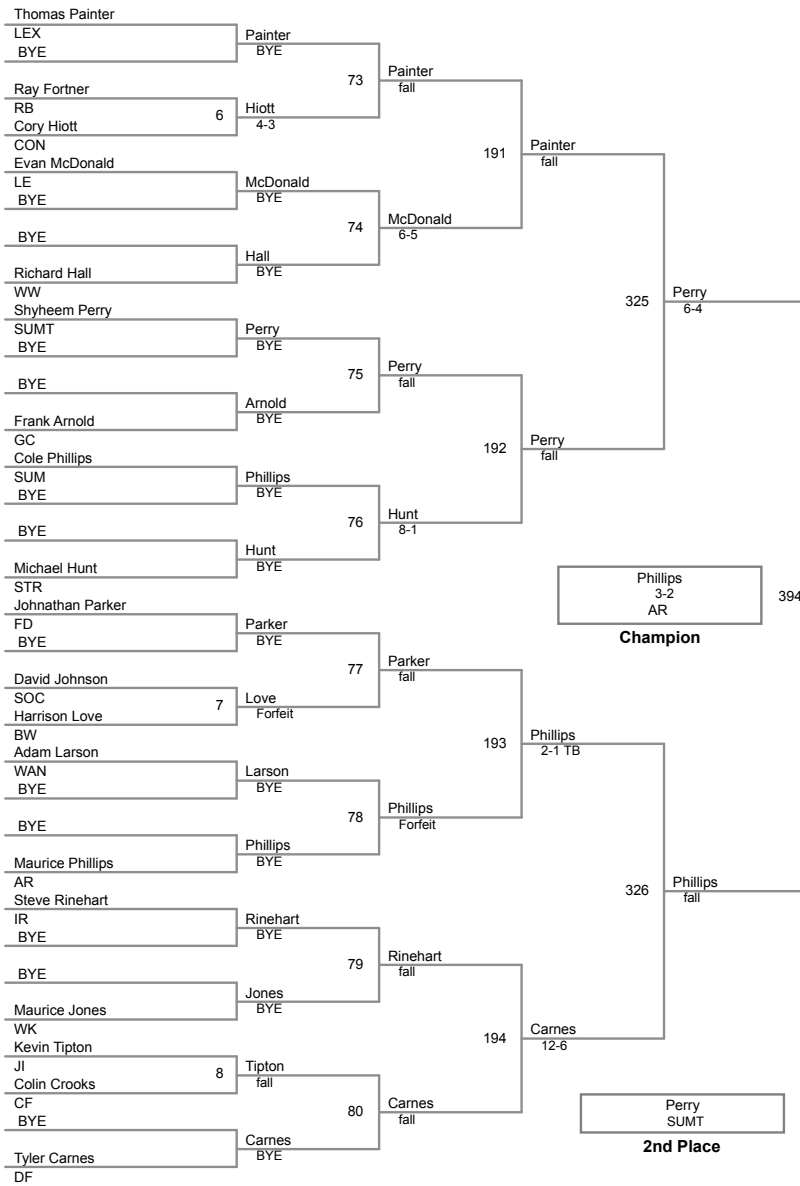 Thomas Painter
LEX
BYE
Painter
BYE
73
Painter
fall
Ray Fortner
RB
Cory Hiott
CON
6
Hiott
4-3
191
Painter
fall
Evan McDonald
LE
BYE
McDonald
BYE
74
McDonald
6-5
BYE
Richard Hall
WW
Hall
BYE
325
Perry
6-4
Shyheem Perry
SUMT
BYE
Perry
BYE
75
Perry
fall
BYE
Frank Arnold
GC
Arnold
BYE
192
Perry
fall
Cole Phillips
SUM
BYE
Phillips
BYE
76
Hunt
8-1
BYE
Michael Hunt
STR
Hunt
BYE
Phillips
3-2
AR
394
Champion
Johnathan Parker
FD
BYE
Parker
BYE
77
Parker
fall
David Johnson
SOC
Harrison Love
BW
7
Love
Forfeit
193
Phillips
2-1 TB
Adam Larson
WAN
BYE
Larson
BYE
78
Phillips
Forfeit
BYE
Maurice Phillips
AR
Phillips
BYE
326
Phillips
fall
Steve Rinehart
IR
BYE
Rinehart
BYE
79
Rinehart
fall
BYE
Maurice Jones
WK
Jones
BYE
194
Carnes
12-6
Kevin Tipton
JI
Colin Crooks
CF
8
Tipton
fall
80
Carnes
fall
BYE
Tyler Carnes
DF
Carnes
BYE
Perry
SUMT
2nd Place